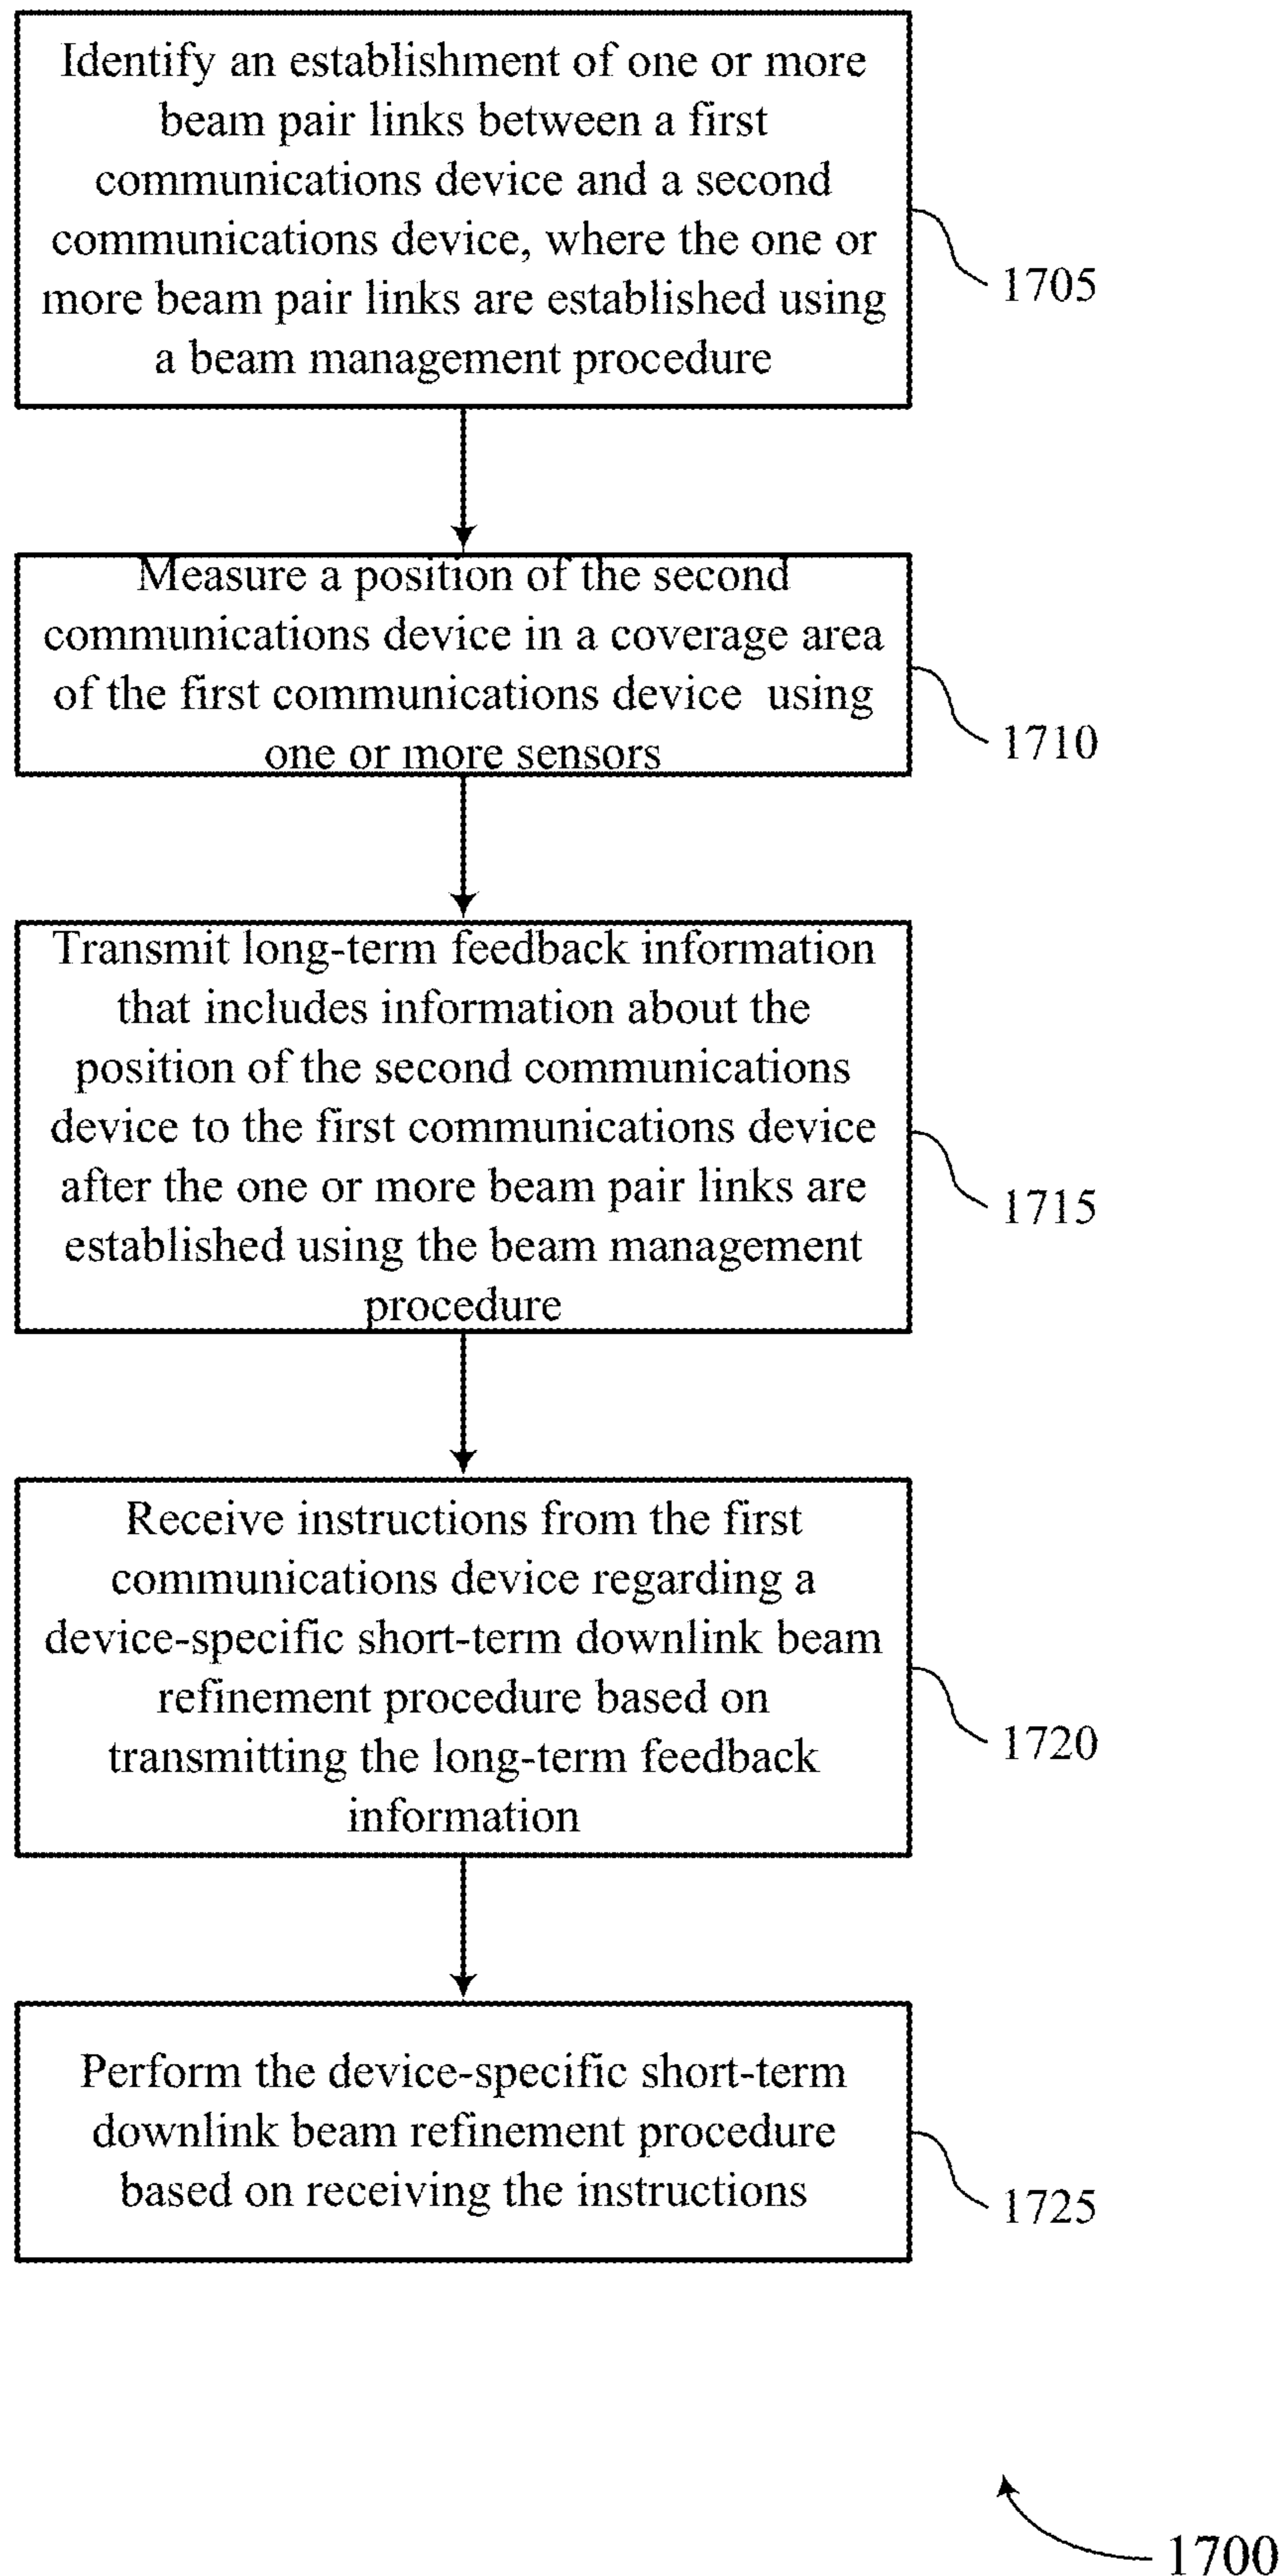 Identify an establishment of one or more
beam pair links between a first
communications device and a second
communications device, where the one or
more beam pair links are established using
a beam management procedure
1705
Measure a position of the second
communications device in a coverage area
of the first communications device using
one or more sensors
1710
Transmit long-term feedback information
that includes information about the
position of the second communications
device to the first communications device
after the one or more beam pair links are
established using the beam management
procedure
1715
Receive instructions from the first
communications device regarding a
device-specific short-term downlink beam
refinement procedure based on
transmitting the long-term feedback
information
1720
Perform the device-specific short-term
downlink beam refinement procedure
based on receiving the instructions
1725
1700